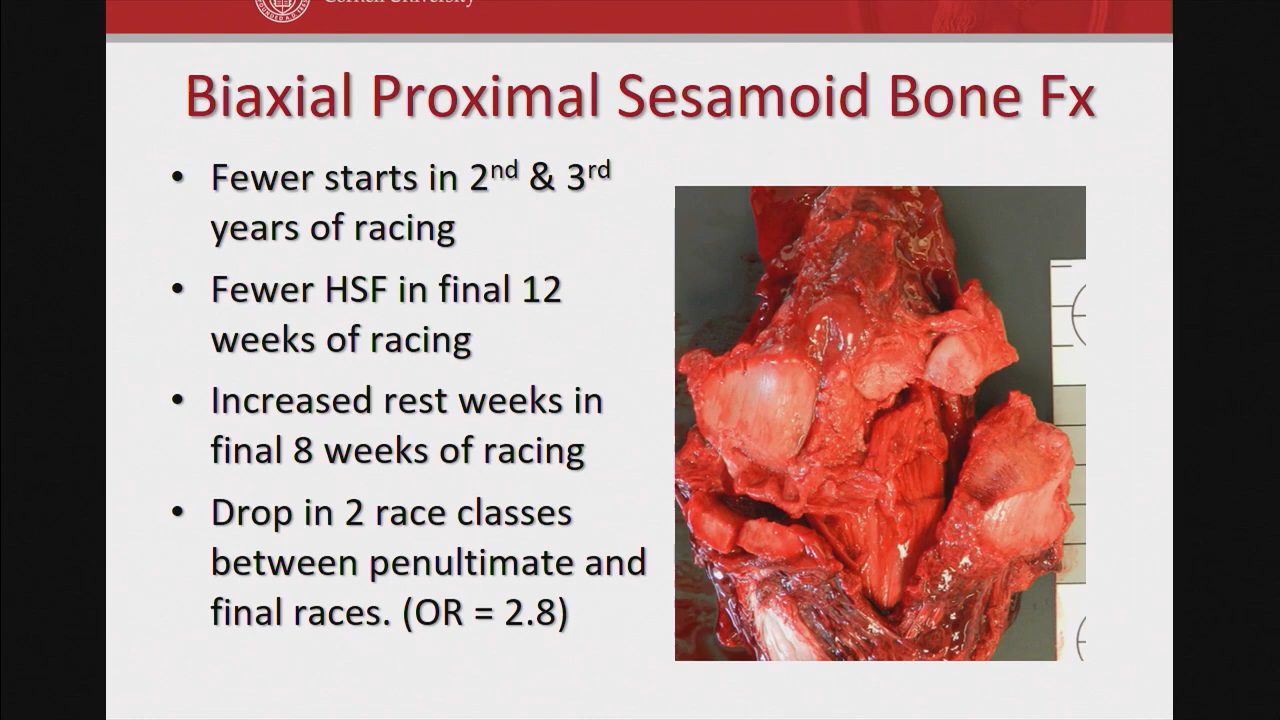 Cornell University
Biaxial Proximal Sesamoid Bone Fx
• Fewer starts in 2nd & 3rd
years of racing
• Fewer HSF in final 12
weeks of racing
• Increased rest weeks in
final 8 weeks of racing
• Drop in 2 race classes
between penultimate and
final races. (OR = 2.8)